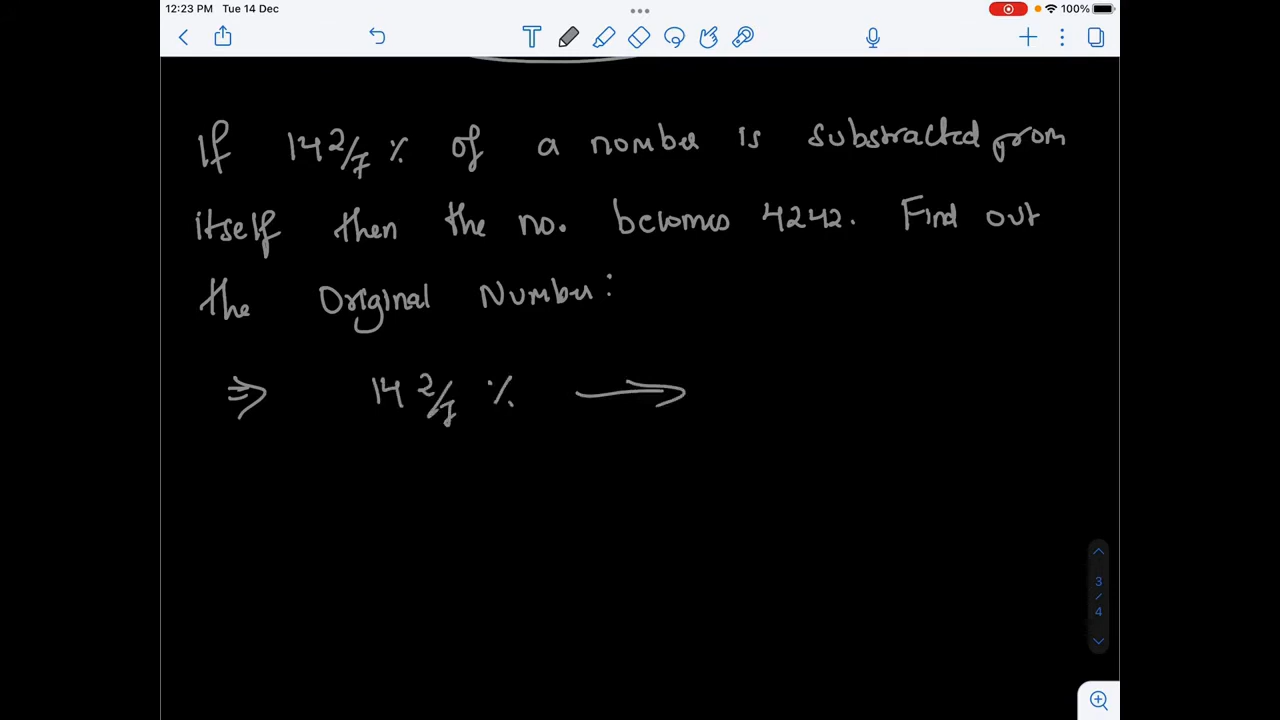 12:23 PM Tue 14 Dec 100%
T
If 14 2/7 % of a number is substracted from
itself then the no. becomes 4242. Find out
the Original Number:
⇒ 14 2/7 % →
3
/
4